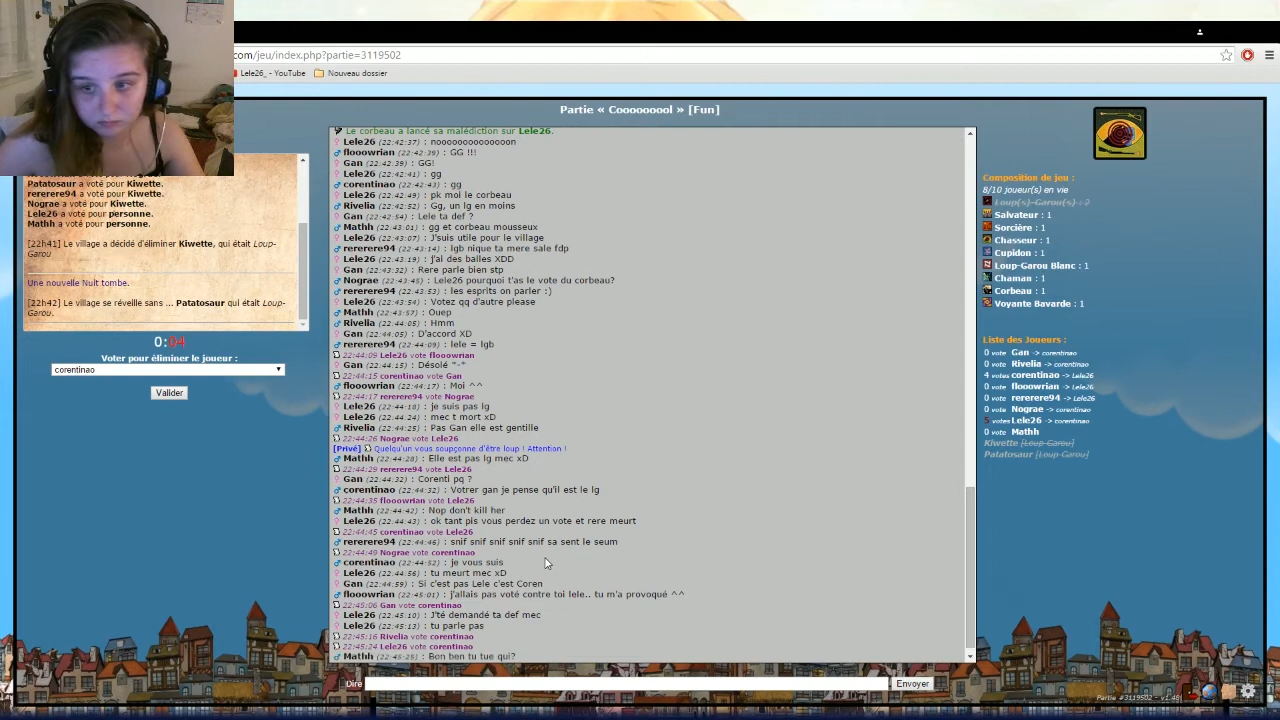 com/jeu/index.php?partie=3119502
Lele26_ - YouTube
Nouveau dossier
Partie « Cooooooool » [Fun]
Patatosaur a voté pour Kiwette.
rererere94 a voté pour Kiwette.
Nograe a voté pour Kiwette.
Lele26 a voté pour personne.
Mathh a voté pour personne.
[22h41] Le village a décidé d'éliminer Kiwette, qui était Loup-
Garou
Une nouvelle Nuit tombe.
[22h42] Le village se réveille sans ... Patatosaur qui était Loup-
Garou.
0:04
Voter pour éliminer le joueur :
corentinao
Valider
Le corbeau a lancé sa malédiction sur Lele26.
Lele26 (22:42:37) : nooooooooooooooon
flooowrian (22:42:39) : GG !!!
Gan (22:42:39) : GG!
Lele26 (22:42:41) : gg
corentinao (22:42:43) : gg
Lele26 (22:42:49) : pk moi le corbeau
Rivelia (22:42:52) : Gg, un lg en moins
Gan (22:42:54) : Lele ta def ?
Mathh (22:43:01) : gg et corbeau mousseux
Lele26 (22:43:07) : J'suis utile pour le village
rererere94 (22:43:14) : lgb nique ta mere sale fdp
Lele26 (22:43:19) : j'ai des balles XDD
Gan (22:43:32) : Rere parle bien stp
Nograe (22:43:45) : Lele26 pourquoi t'as le vote du corbeau?
rererere94 (22:43:53) : les esprits on parler :)
Lele26 (22:43:54) : Votez qq d'autre please
Mathh (22:43:57) : Ouep
Rivelia (22:44:05) : Hmm
Gan (22:44:05) : D'accord XD
rererere94 (22:44:09) : lele = lgb
22:44:09 Lele26 vote flooowrian
Gan (22:44:15) : Désolé "-"
22:44:15 corentinao vote Gan
flooowrian (22:44:17) : Moi ^^
22:44:17 rererere94 vote Nograe
Lele26 (22:44:18) : je suis pas lg
Lele26 (22:44:24) : mec t mort xD
Rivelia (22:44:25) : Pas Gan elle est gentille
22:44:26 Nograe vote Lele26
[Privé] Quelqu'un vous soupçonne d'être loup ! Attention !
Mathh (22:44:28) : Elle est pas lg mec xD
22:44:29 rererere94 vote Lele26
Gan (22:44:32) : Corenti pq ?
corentinao (22:44:32) : Votrer gan je pense qu'il est le lg
22:44:35 flooowrian vote Lele26
Mathh (22:44:42) : Nop don't kill her
Lele26 (22:44:43) : ok tant pis vous perdez un vote et rere meurt
22:44:45 corentinao vote Lele26
rererere94 (22:44:46) : snif snif snif snif snif sa sent le seum
22:44:49 Nograe vote corentinao
corentinao (22:44:52) : je vous suis
Lele26 (22:44:56) : tu meurt mec xD
Gan (22:44:59) : Si c'est pas Lele c'est Coren
flooowrian (22:45:01) : j'allais pas voté contre toi lele.. tu m'a provoqué ^^
22:45:06 Gan vote corentinao
Lele26 (22:45:10) : J'té demandé ta def mec
Lele26 (22:45:13) : tu parle pas
22:45:16 Rivelia vote corentinao
22:45:24 Lele26 vote corentinao
Mathh (22:45:25) : Bon ben tu tue qui?
Dire
Envoyer
Composition de jeu :
8/10 joueur(s) en vie
Loup(s)-Garou(s) : 2
Salvateur : 1
Sorcière : 1
Chasseur : 1
Cupidon : 1
Loup-Garou Blanc : 1
Chaman : 1
Corbeau : 1
Voyante Bavarde : 1
Liste des Joueurs :
0 vote Gan -> corentinao
0 vote Rivelia -> corentinao
4 votes corentinao -> Lele26
0 vote flooowrian -> Lele26
0 vote rererere94 -> Lele26
0 vote Nograe -> corentinao
5 votes Lele26 -> corentinao
0 vote Mathh
Kiwette [Loup-Garou]
Patatosaur [Loup-Garou]
Partie #3119502 - v1.48